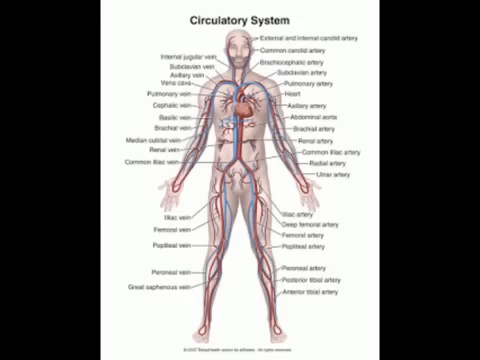 Circulatory System
External and internal carotid artery
Common carotid artery
Internal jugular vein
Brachiocephalic artery
Subclavian vein
Subclavian artery
Axillary vein
Vena cava
Pulmonary artery
Pulmonary vein
Heart
Cephalic vein
Axillary artery
Basilic vein
Abdominal aorta
Brachial vein
Brachial artery
Median cubital vein
Renal artery
Renal vein
Common iliac artery
Common iliac vein
Radial artery
Ulnar artery
Iliac vein
Iliac artery
Deep femoral artery
Femoral vein
Femoral artery
Popliteal vein
Popliteal artery
Peroneal vein
Peroneal artery
Posterior tibial artery
Great saphenous vein
Anterior tibial artery
All rights reserved.